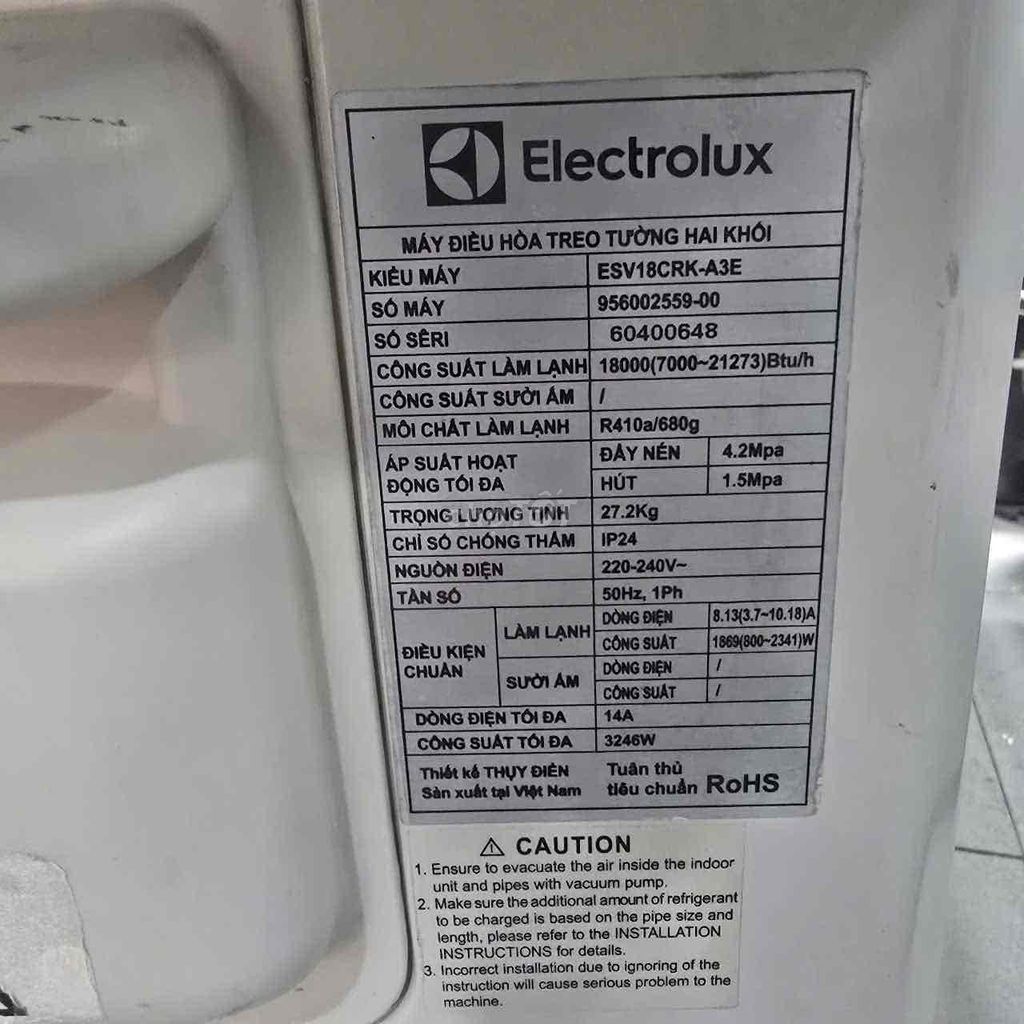 Electrolux
MÁY ĐIỀU HÒA TREO TƯỜNG HAI KHỐI
KIỂU MÁY ESV18CRK-A3E
SỐ MÁY 956002559-00
SỐ SÊRI 60400648
CÔNG SUẤT LÀM LẠNH 18000(7000~21273)Btu/h
CÔNG SUẤT SƯỞI ẤM /
MÔI CHẤT LÀM LẠNH R410a/680g
ÁP SUẤT HOẠT ĐẨY NÉN 4.2Mpa
ĐỘNG TỐI ĐA HÚT 1.5Mpa
TRỌNG LƯỢNG TỊNH 27.2Kg
CHỈ SỐ CHỐNG THẤM IP24
NGUỒN ĐIỆN 220-240V~
TẦN SỐ 50Hz, 1Ph
ĐIỀU KIỆN LÀM LẠNH DÒNG ĐIỆN 8.13(3.7~10.18)A
CHUẨN CÔNG SUẤT 1869(800~2341)W
SƯỞI ẤM DÒNG ĐIỆN /
CÔNG SUẤT /
DÒNG ĐIỆN TỐI ĐA 14A
CÔNG SUẤT TỐI ĐA 3246W
Thiết kế THỤY ĐIỂN Tuân thủ
Sản xuất tại Việt Nam tiêu chuẩn RoHS
CAUTION
1. Ensure to evacuate the air inside the indoor
unit and pipes with vacuum pump.
2. Make sure the additional amount of refrigerant
to be charged is based on the pipe size and
length, please refer to the INSTALLATION
INSTRUCTIONS for details.
3. Incorrect installation due to ignoring of the
instruction will cause serious problem to the
machine.